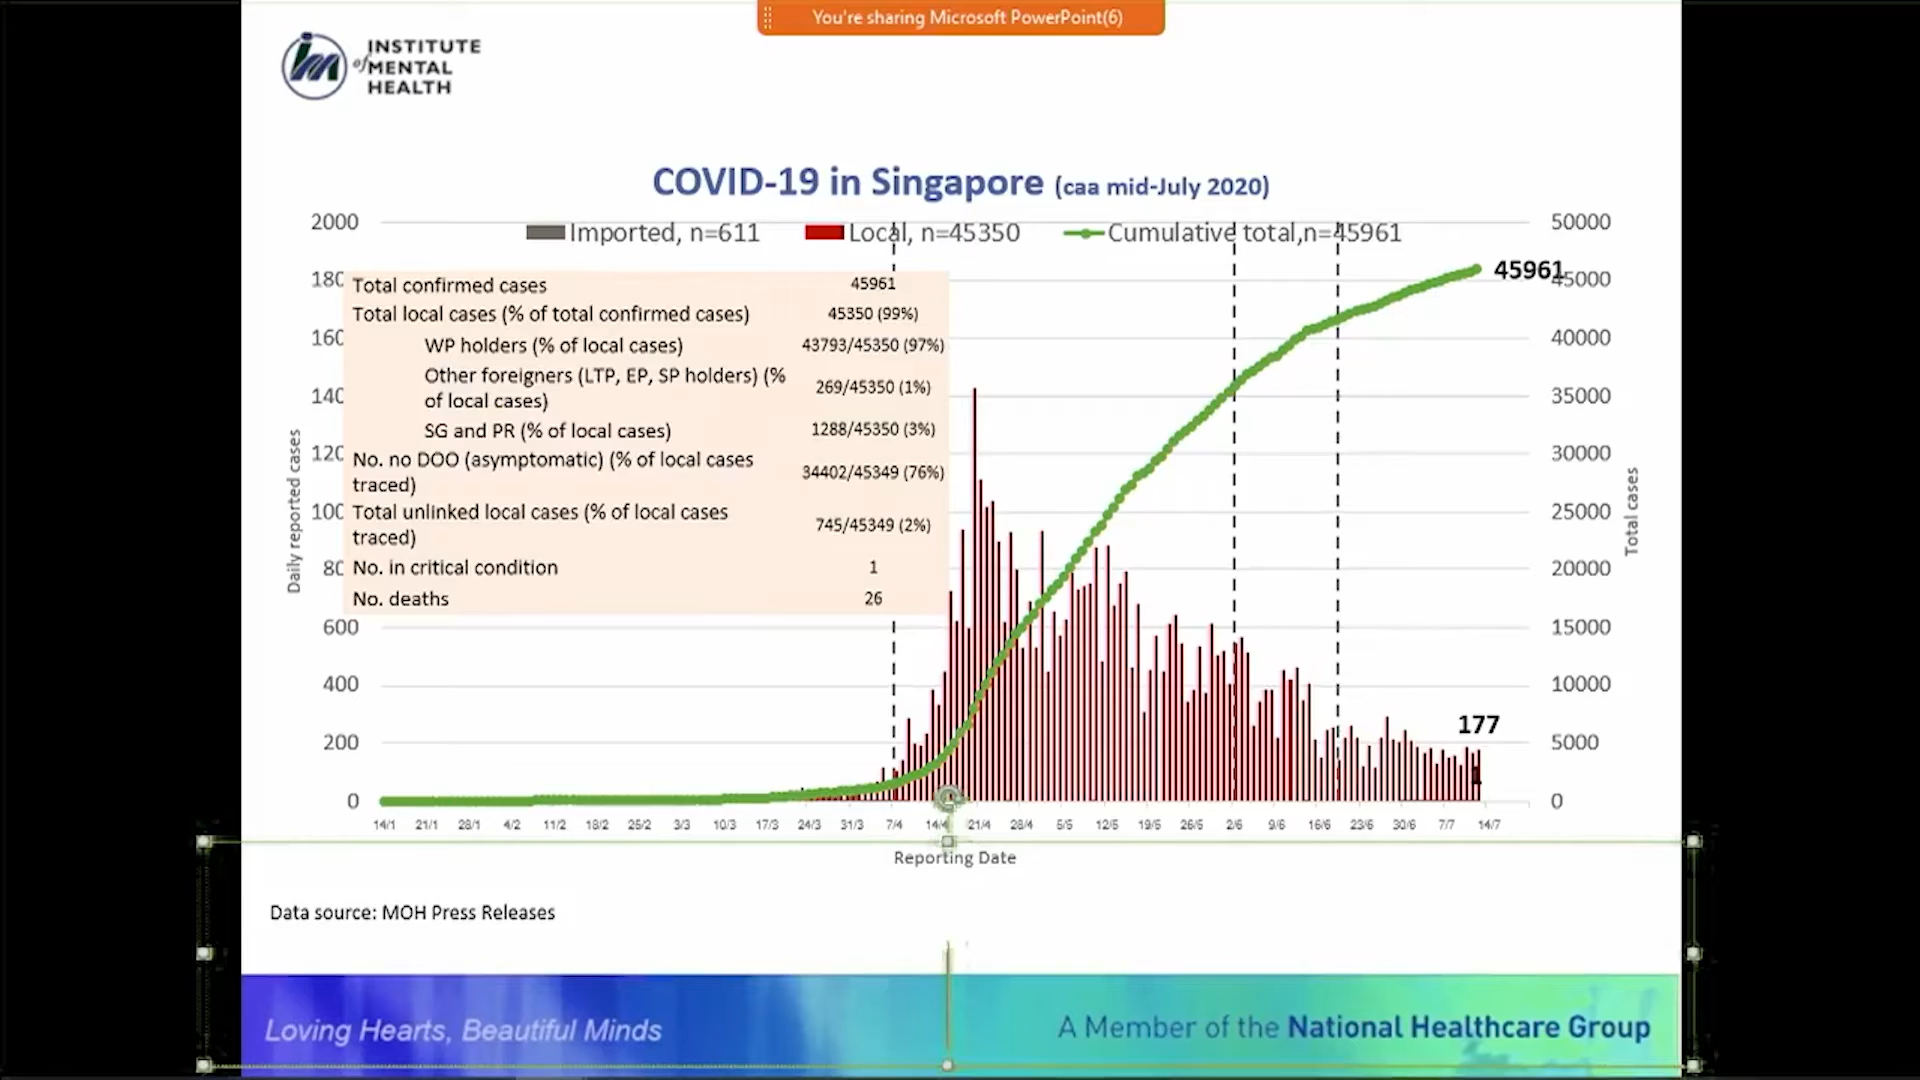 You're sharing Microsoft PowerPoint(6)
INSTITUTE
of MENTAL
HEALTH
COVID-19 in Singapore (caa mid-July 2020)
Imported, n=611
Local, n=45350
Cumulative total,n=45961
2000
180
160
140
120
100
80
600
400
200
0
Daily reported cases
Total confirmed cases 45961
Total local cases (% of total confirmed cases) 45350 (99%)
WP holders (% of local cases) 43793/45350 (97%)
Other foreigners (LTP, EP, SP holders) (%
of local cases) 269/45350 (1%)
SG and PR (% of local cases) 1288/45350 (3%)
No. no DOO (asymptomatic) (% of local cases
traced) 34402/45349 (76%)
Total unlinked local cases (% of local cases
traced) 745/45349 (2%)
No. in critical condition 1
No. deaths 26
45961
177
1
50000
45000
40000
35000
30000
25000
20000
15000
10000
5000
0
Total cases
14/1 21/1 28/1 4/2 11/2 18/2 25/2 3/3 10/3 17/3 24/3 31/3 7/4 14/4 21/4 28/4 5/5 12/5 19/5 26/5 2/6 9/6 16/6 23/6 30/6 7/7 14/7
Reporting Date
Data source: MOH Press Releases
Loving Hearts, Beautiful Minds
A Member of the National Healthcare Group